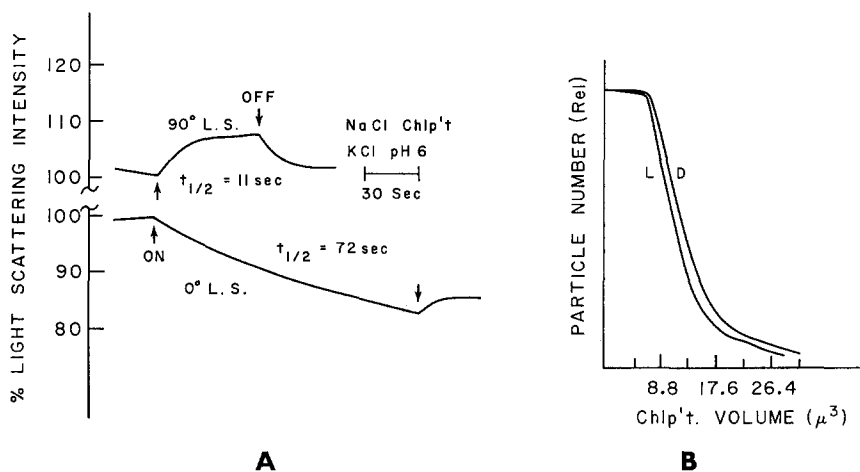 % LIGHT SCATTERING INTENSITY
120
110
100
100
90
80
90° L.S.
OFF
t1/2 = 11 sec
NaCl Chlp't
KCl pH 6
30 Sec
ON
t1/2 = 72 sec
0° L.S.
A
PARTICLE NUMBER (Rel)
L D
8.8 17.6 26.4
Chlp't. VOLUME (μ³)
B